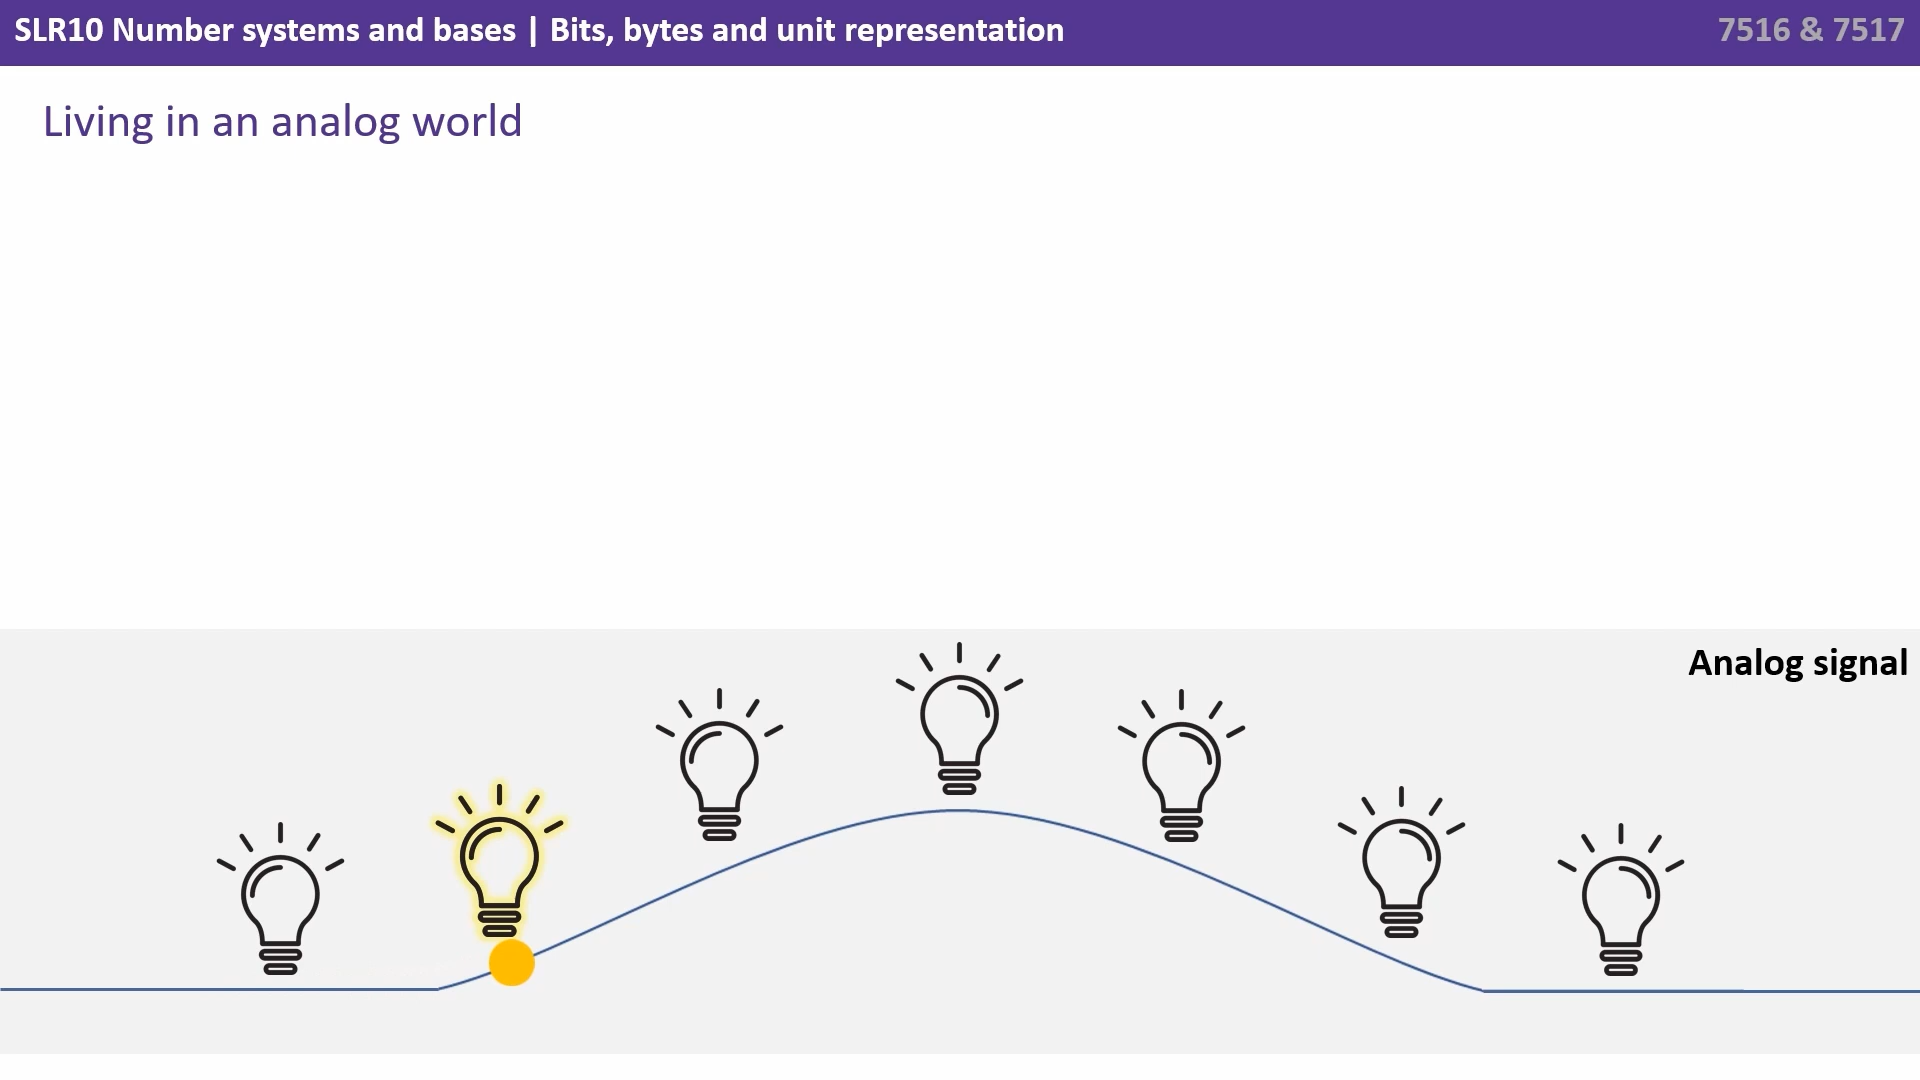 SLR10 Number systems and bases | Bits, bytes and unit representation
7516 & 7517
Living in an analog world
Analog signal